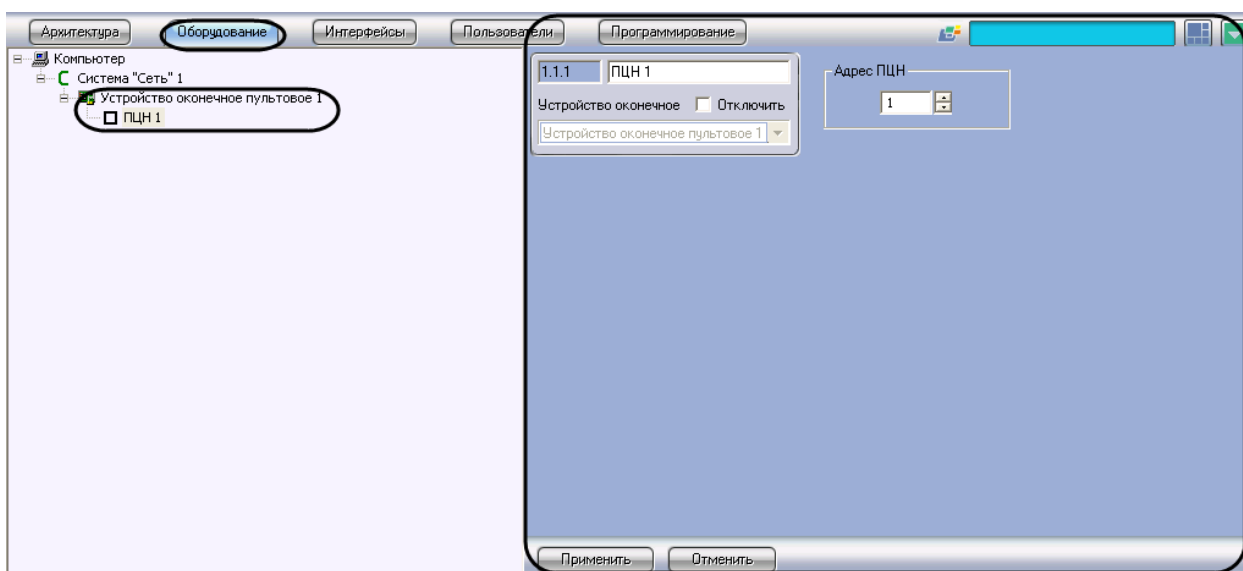 Архитектура Оборудование Интерфейсы Пользователи Программирование
Компьютер
Система "Сеть" 1
Устройство оконечное пультовое 1
ПЦН 1
1.1.1 ПЦН 1
Устройство оконечное Отключить
Устройство оконечное пультовое 1
Адрес ПЦН
1
Применить Отменить